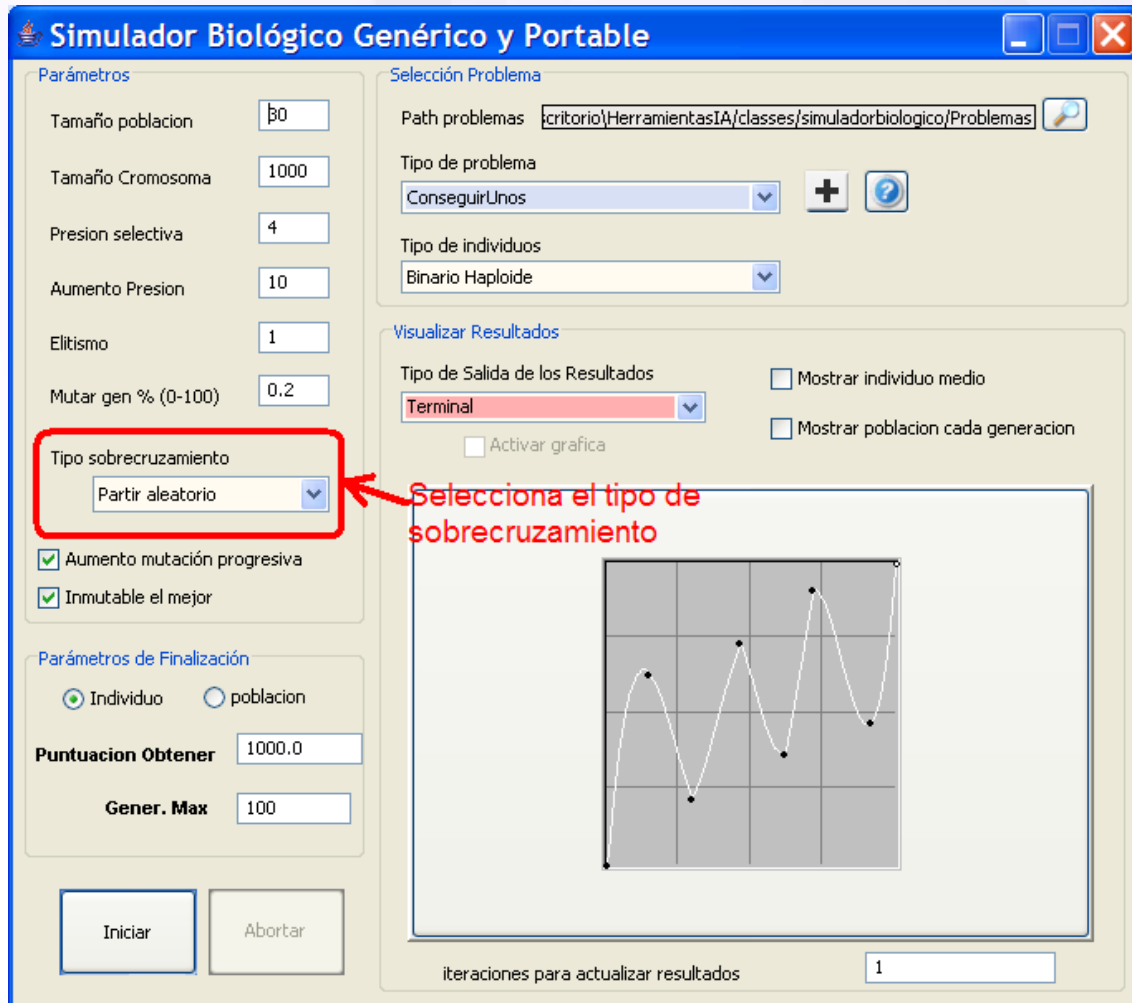 Simulador Biológico Genérico y Portable
Parámetros
Tamaño poblacion 30
Tamaño Cromosoma 1000
Presion selectiva 4
Aumento Presion 10
Elitismo 1
Mutar gen % (0-100) 0.2
Tipo sobrecruzamiento
Partir aleatorio
Aumento mutación progresiva
Inmutable el mejor
Parámetros de Finalización
Individuo poblacion
Puntuacion Obtener 1000.0
Gener. Max 100
Iniciar Abortar
Selección Problema
Path problemas critorio\HerramientasIA/classes/simuladorbiologico/Problemas
Tipo de problema
ConseguirUnos
Tipo de individuos
Binario Haploide
Visualizar Resultados
Tipo de Salida de los Resultados
Terminal
Activar grafica
Mostrar individuo medio
Mostrar poblacion cada generacion
Selecciona el tipo de
sobrecruzamiento
iteraciones para actualizar resultados 1